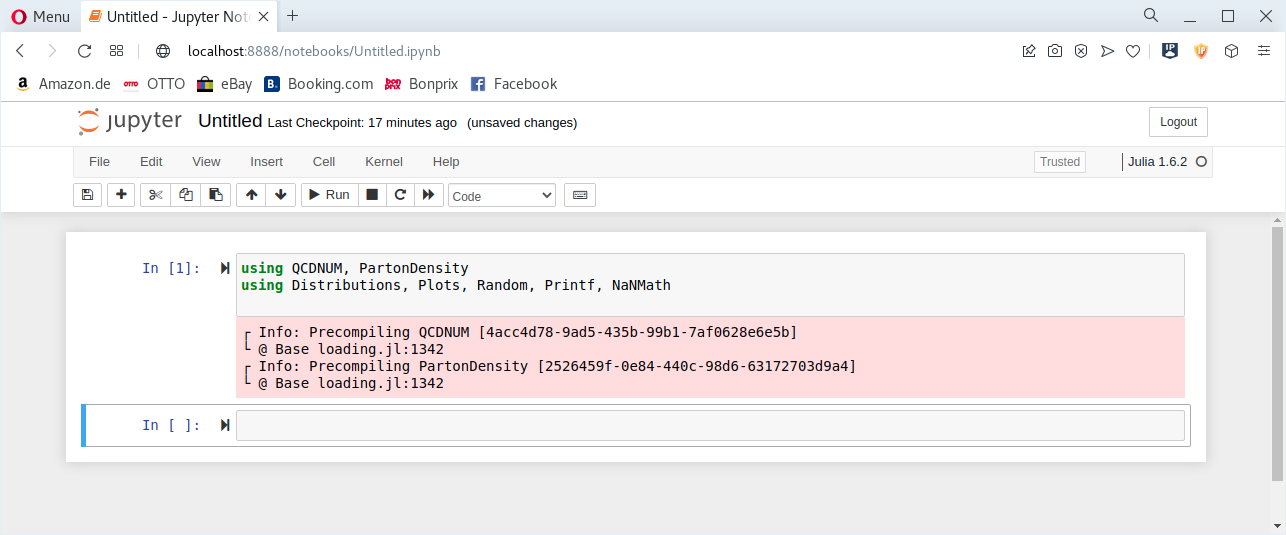 Menu
Untitled - Jupyter Not
localhost:8888/notebooks/Untitled.ipynb
Amazon.de OTTO eBay Booking.com Bonprix Facebook
jupyter Untitled Last Checkpoint: 17 minutes ago (unsaved changes) Logout
File Edit View Insert Cell Kernel Help Trusted Julia 1.6.2
Run Code
In [1]: using QCDNUM, PartonDensity
using Distributions, Plots, Random, Printf, NaNMath
┌ Info: Precompiling QCDNUM [4acc4d78-9ad5-435b-99b1-7af0628e6e5b]
└ @ Base loading.jl:1342
┌ Info: Precompiling PartonDensity [2526459f-0e84-440c-98d6-63172703d9a4]
└ @ Base loading.jl:1342
In [ ]: